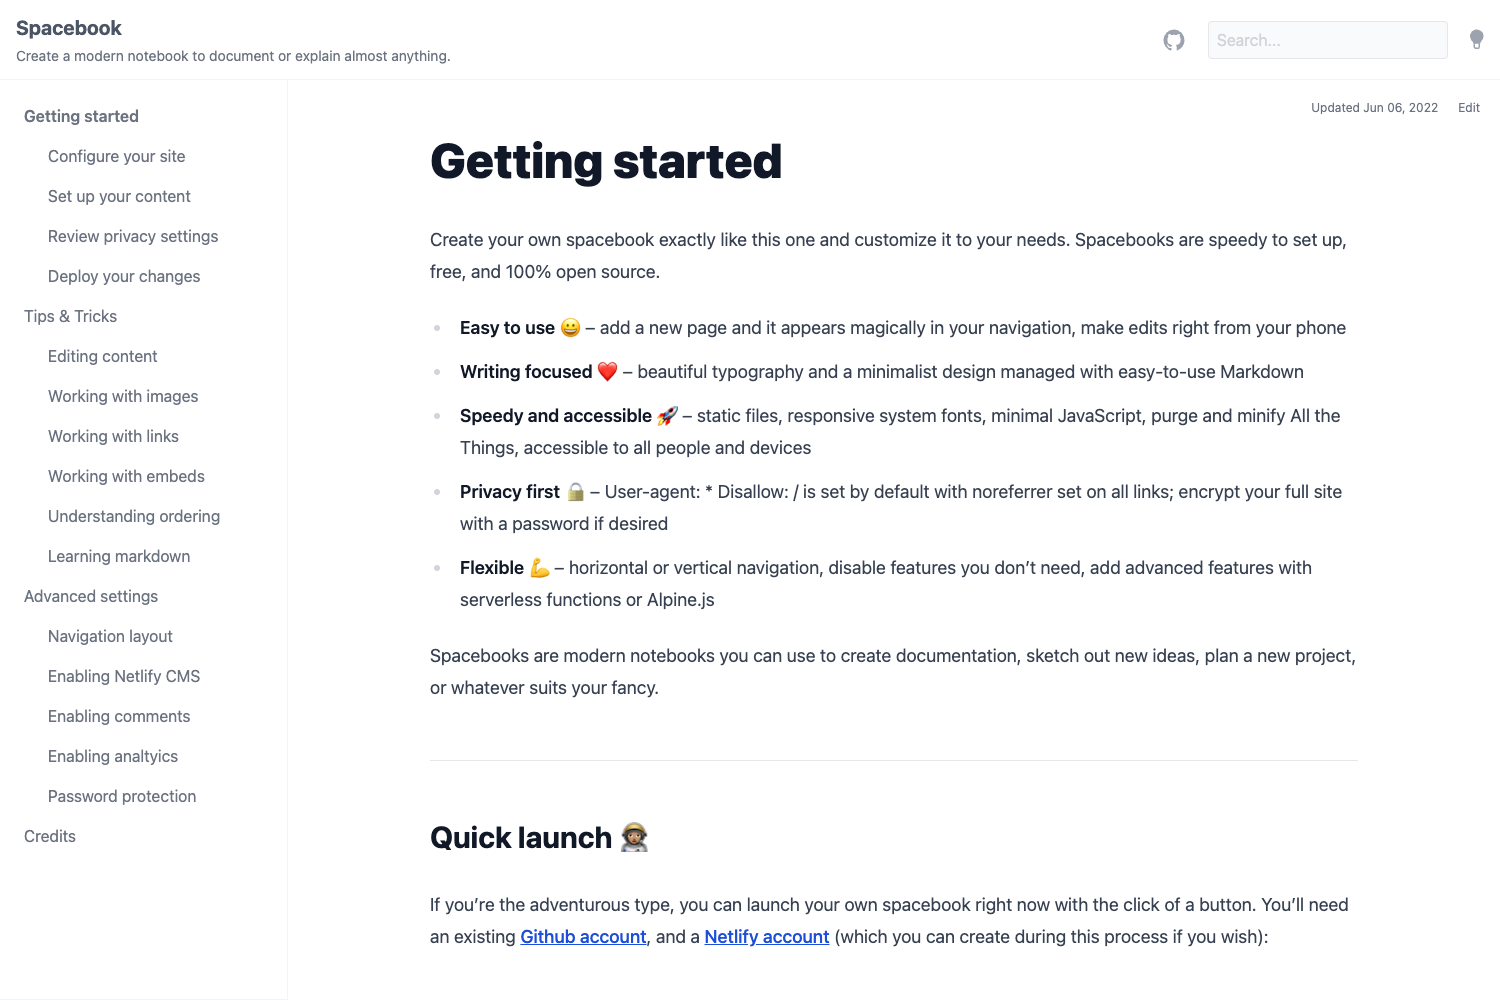 Spacebook
Create a modern notebook to document or explain almost anything.
Search...
Getting started
Configure your site
Set up your content
Review privacy settings
Deploy your changes
Tips & Tricks
Editing content
Working with images
Working with links
Working with embeds
Understanding ordering
Learning markdown
Advanced settings
Navigation layout
Enabling Netlify CMS
Enabling comments
Enabling analtyics
Password protection
Credits
Updated Jun 06, 2022 Edit
Getting started
Create your own spacebook exactly like this one and customize it to your needs. Spacebooks are speedy to set up,
free, and 100% open source.
• Easy to use 😀 – add a new page and it appears magically in your navigation, make edits right from your phone
• Writing focused ❤️ – beautiful typography and a minimalist design managed with easy-to-use Markdown
• Speedy and accessible 🚀 – static files, responsive system fonts, minimal JavaScript, purge and minify All the
Things, accessible to all people and devices
• Privacy first 🔒 – User-agent: * Disallow: / is set by default with noreferrer set on all links; encrypt your full site
with a password if desired
• Flexible 💪 – horizontal or vertical navigation, disable features you don’t need, add advanced features with
serverless functions or Alpine.js
Spacebooks are modern notebooks you can use to create documentation, sketch out new ideas, plan a new project,
or whatever suits your fancy.
Quick launch 👩🏽‍🚀
If you’re the adventurous type, you can launch your own spacebook right now with the click of a button. You’ll need
an existing Github account, and a Netlify account (which you can create during this process if you wish):